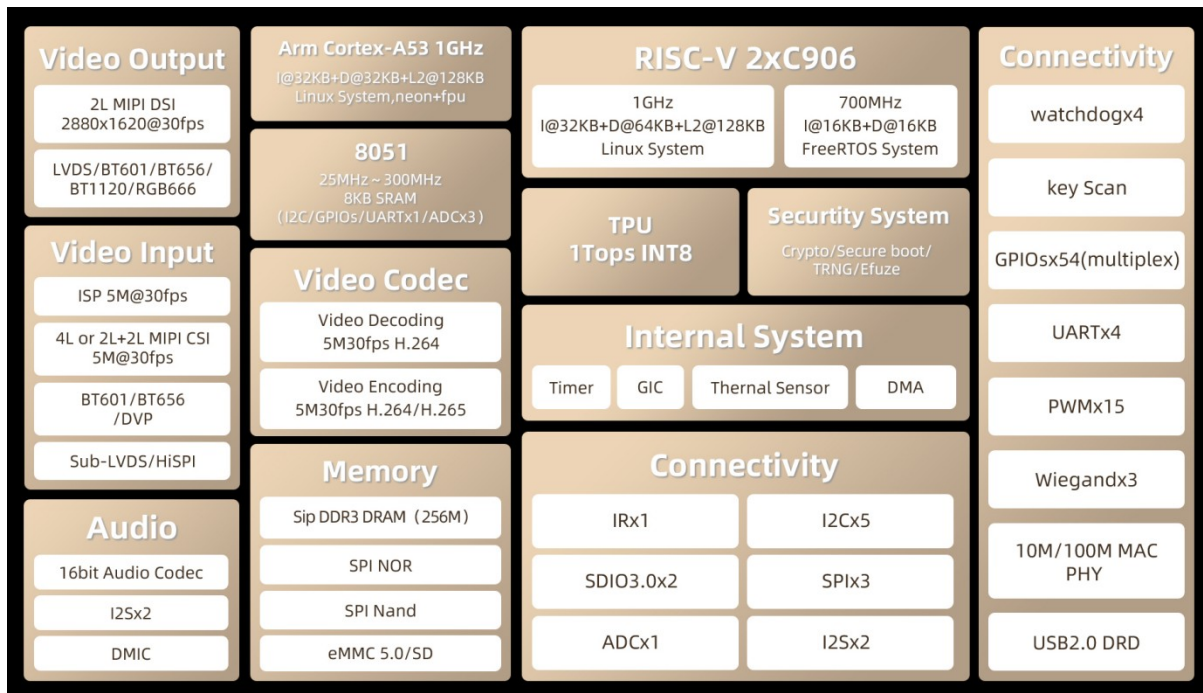 Video Output
2L MIPI DSI
2880x1620@30fps
LVDS/BT601/BT656/
BT1120/RGB666
Video Input
ISP 5M@30fps
4L or 2L+2L MIPI CSI
5M@30fps
BT601/BT656
/DVP
Sub-LVDS/HiSPI
Audio
16bit Audio Codec
I2Sx2
DMIC
Arm Cortex-A53 1GHz
I@32KB+D@32KB+L2@128KB
Linux System,neon+fpu
8051
25MHz~300MHz
8KB SRAM
(I2C/GPIOs/UARTx1/ADCx3)
Video Codec
Video Decoding
5M30fps H.264
Video Encoding
5M30fps H.264/H.265
Memory
Sip DDR3 DRAM (256M)
SPI NOR
SPI Nand
eMMC 5.0/SD
RISC-V 2xC906
1GHz
I@32KB+D@64KB+L2@128KB
Linux System
700MHz
I@16KB+D@16KB
FreeRTOS System
TPU
1Tops INT8
Securtity System
Crypto/Secure boot/
TRNG/Efuze
Internal System
Timer
GIC
Thernal Sensor
DMA
Connectivity
IRx1
I2Cx5
SDIO3.0x2
SPIx3
ADCx1
I2Sx2
Connectivity
watchdogx4
key Scan
GPIOsx54(multiplex)
UARTx4
PWMx15
Wiegandx3
10M/100M MAC
PHY
USB2.0 DRD